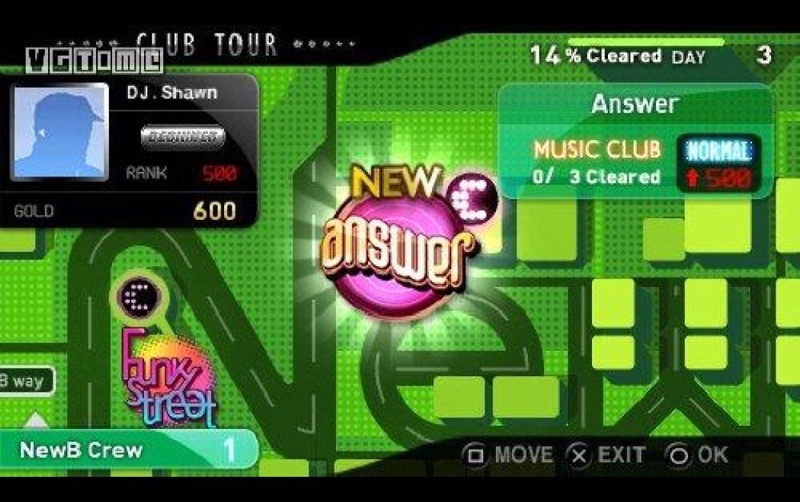 CLUB TOUR
VGTIME
14% Cleared DAY 3
DJ. Shawn
BEGINNER
RANK 500
GOLD 600
Answer
MUSIC CLUB NORMAL
0/ 3 Cleared 500
NEW
answer
Funky
Street
B way
NewB Crew 1
New
MOVE EXIT OK